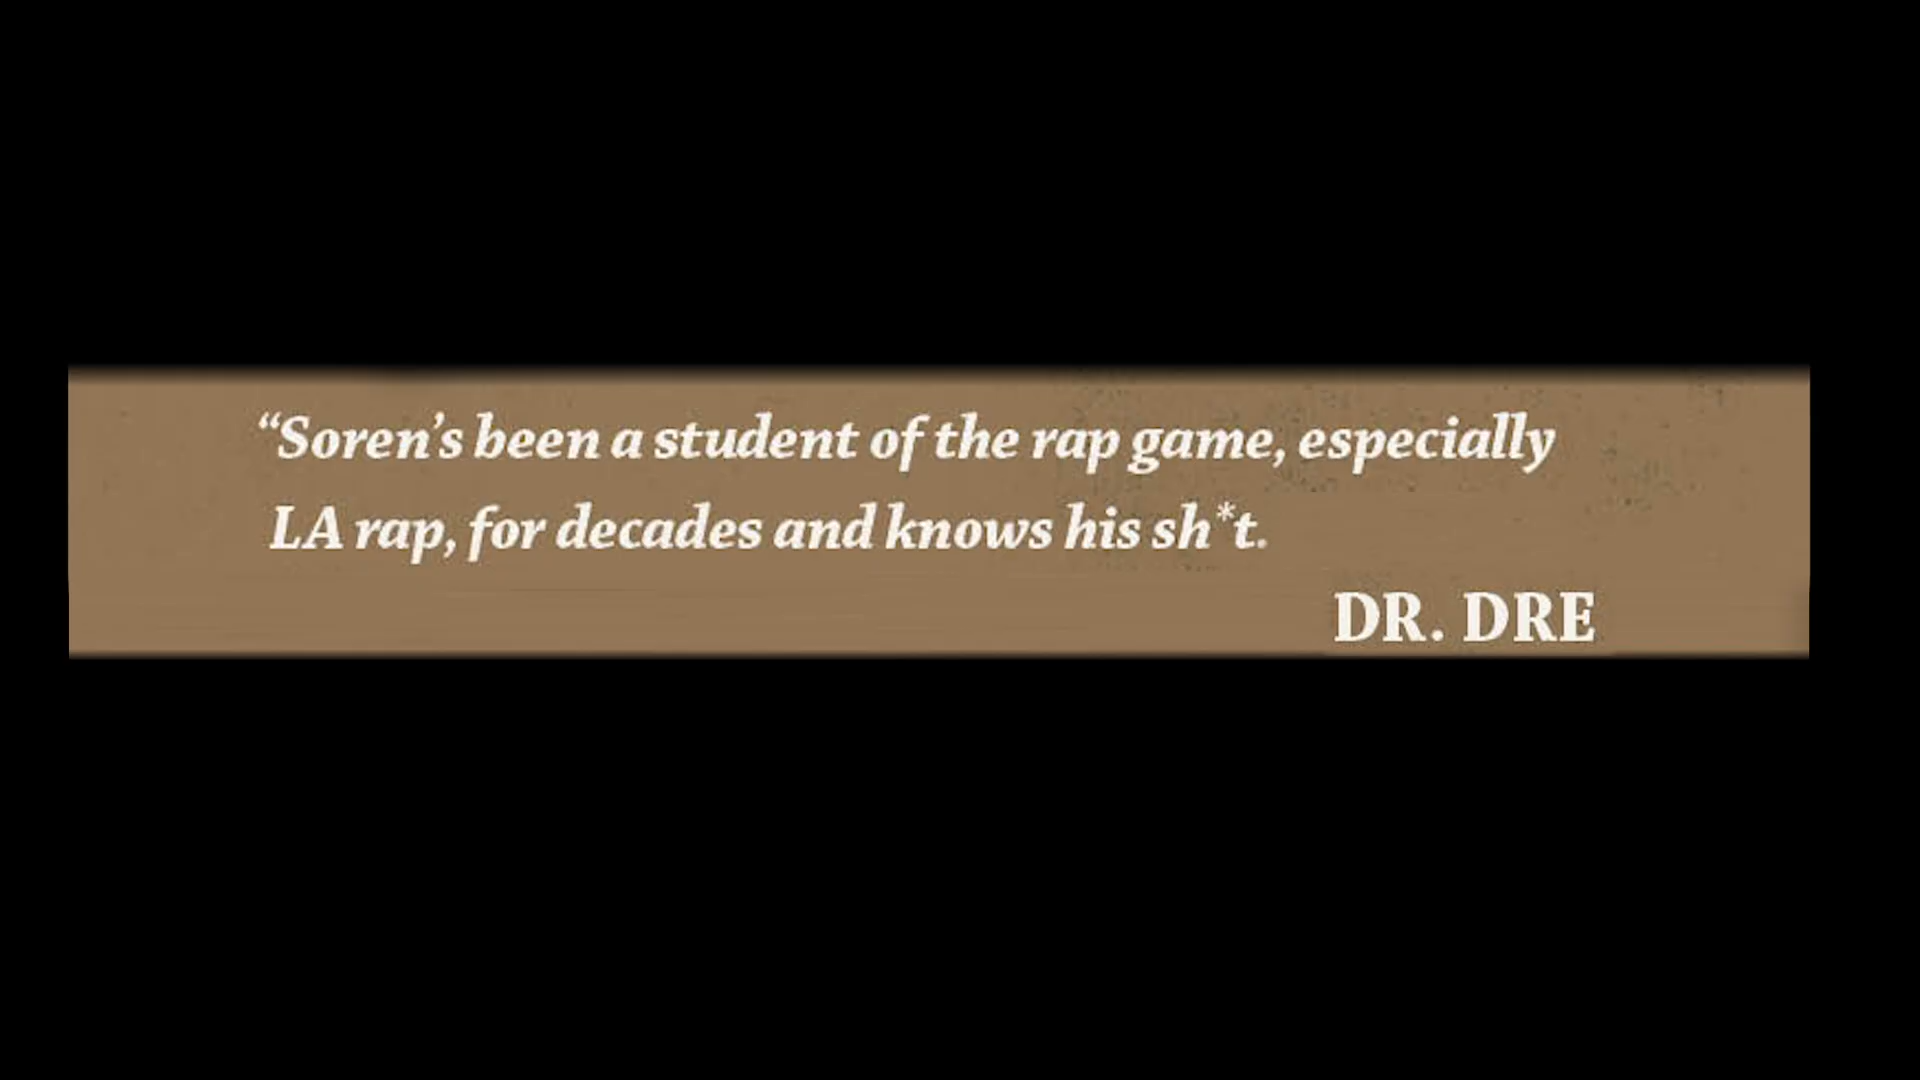 “Soren’s been a student of the rap game, especially
LA rap, for decades and knows his sh*t.
DR. DRE